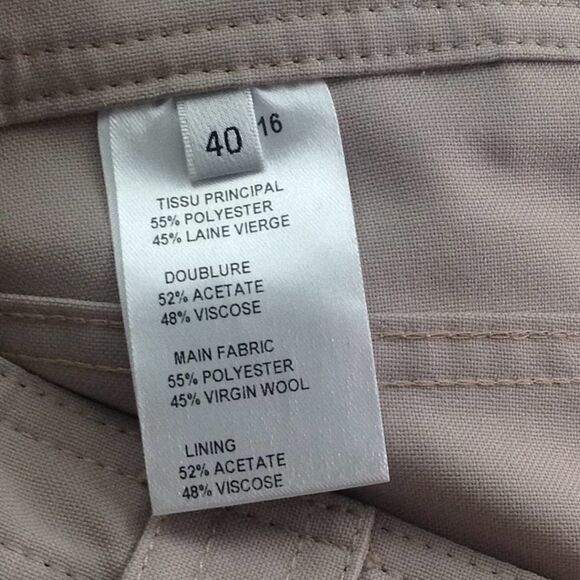 40
16
TISSU PRINCIPAL
55% POLYESTER
45% LAINE VIERGE
DOUBLURE
52% ACETATE
48% VISCOSE
MAIN FABRIC
55% POLYESTER
45% VIRGIN WOOL
LINING
52% ACETATE
48% VISCOSE